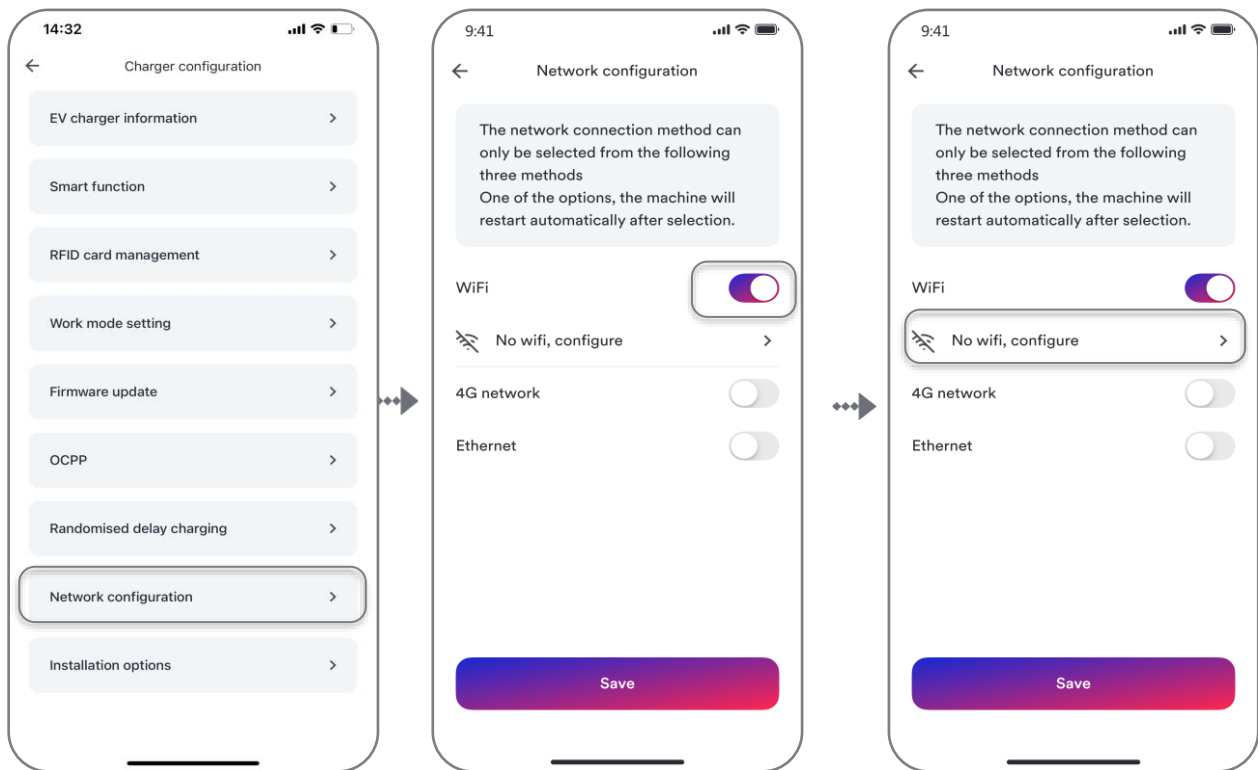 14:32
Charger configuration
EV charger information
Smart function
RFID card management
Work mode setting
Firmware update
OCPP
Randomised delay charging
Network configuration
Installation options
9:41
Network configuration
The network connection method can
only be selected from the following
three methods
One of the options, the machine will
restart automatically after selection.
WiFi
No wifi, configure
4G network
Ethernet
Save
9:41
Network configuration
The network connection method can
only be selected from the following
three methods
One of the options, the machine will
restart automatically after selection.
WiFi
No wifi, configure
4G network
Ethernet
Save